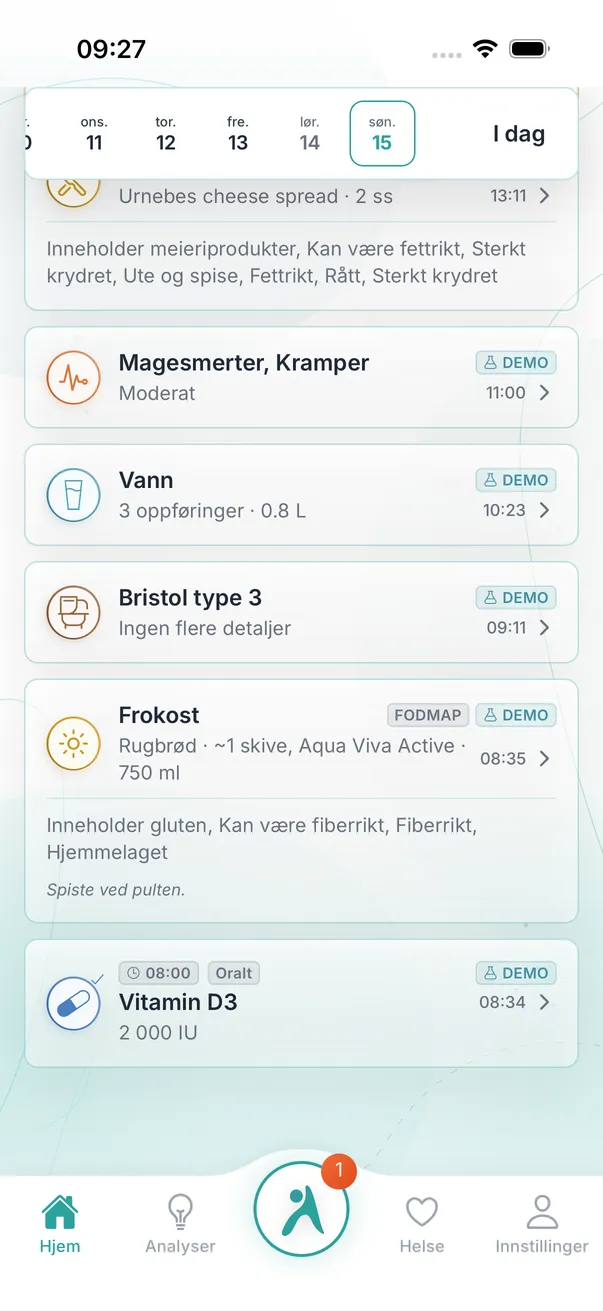 09:27
ons. tor. fre. lør. søn.
11 12 13 14 15 I dag
Urnebes cheese spread · 2 ss 13:11
Inneholder meieriprodukter, Kan være fettrikt, Sterkt
krydret, Ute og spise, Fettrikt, Rått, Sterkt krydret
Magesmerter, Kramper DEMO
Moderat 11:00
Vann DEMO
3 oppføringer · 0.8 L 10:23
Bristol type 3 DEMO
Ingen flere detaljer 09:11
Frokost FODMAP DEMO
Rugbrød · ~1 skive, Aqua Viva Active ·
750 ml 08:35
Inneholder gluten, Kan være fiberrikt, Fiberrikt,
Hjemmelaget
Spiste ved pulten.
08:00 Oralt DEMO
Vitamin D3 08:34
2 000 IU
1
Hjem Analyser Helse Innstillinger